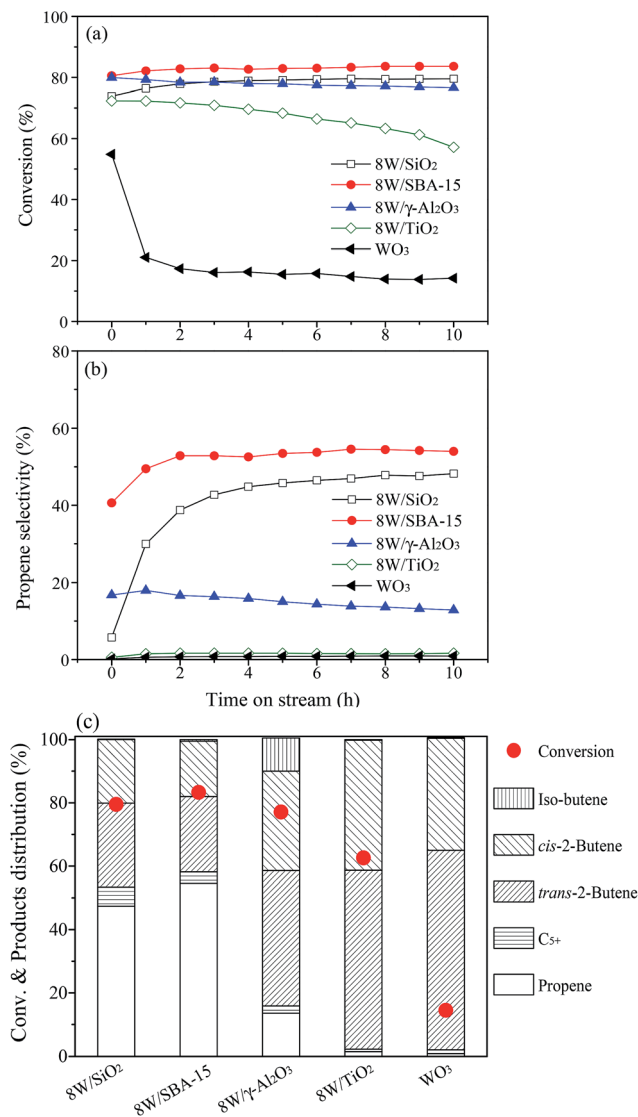 (a)
100
80
60
40
20
0
Conversion (%)
8W/SiO₂
8W/SBA-15
8W/γ-Al₂O₃
8W/TiO₂
WO₃
0 2 4 6 8 10
(b)
80
60
40
20
0
Propene selectivity (%)
8W/SiO₂
8W/SBA-15
8W/γ-Al₂O₃
8W/TiO₂
WO₃
0 2 4 6 8 10
Time on stream (h)
(c)
100
80
60
40
20
0
Conv. & Products distribution (%)
Conversion
Iso-butene
cis-2-Butene
trans-2-Butene
C₅₊
Propene
8W/SiO₂
8W/SBA-15
8W/γ-Al₂O₃
8W/TiO₂
WO₃